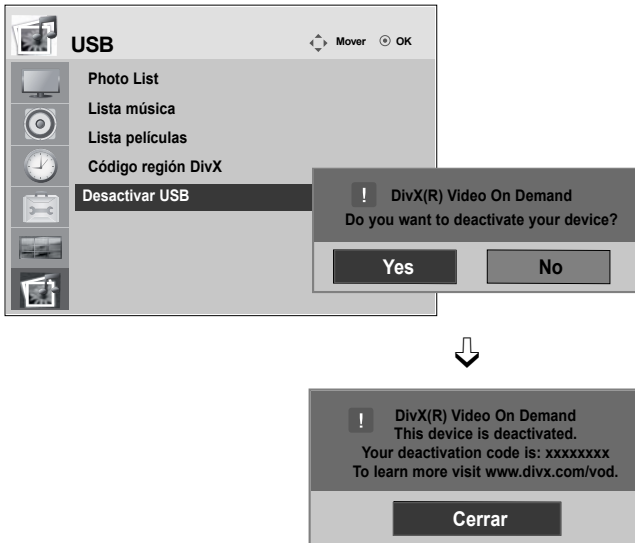 USB
Mover
OK
Photo List
Lista música
Lista películas
Código región DivX
Desactivar USB
! DivX(R) Video On Demand
Do you want to deactivate your device?
Yes
No
! DivX(R) Video On Demand
This device is deactivated.
Your deactivation code is: xxxxxxxx
To learn more visit www.divx.com/vod.
Cerrar